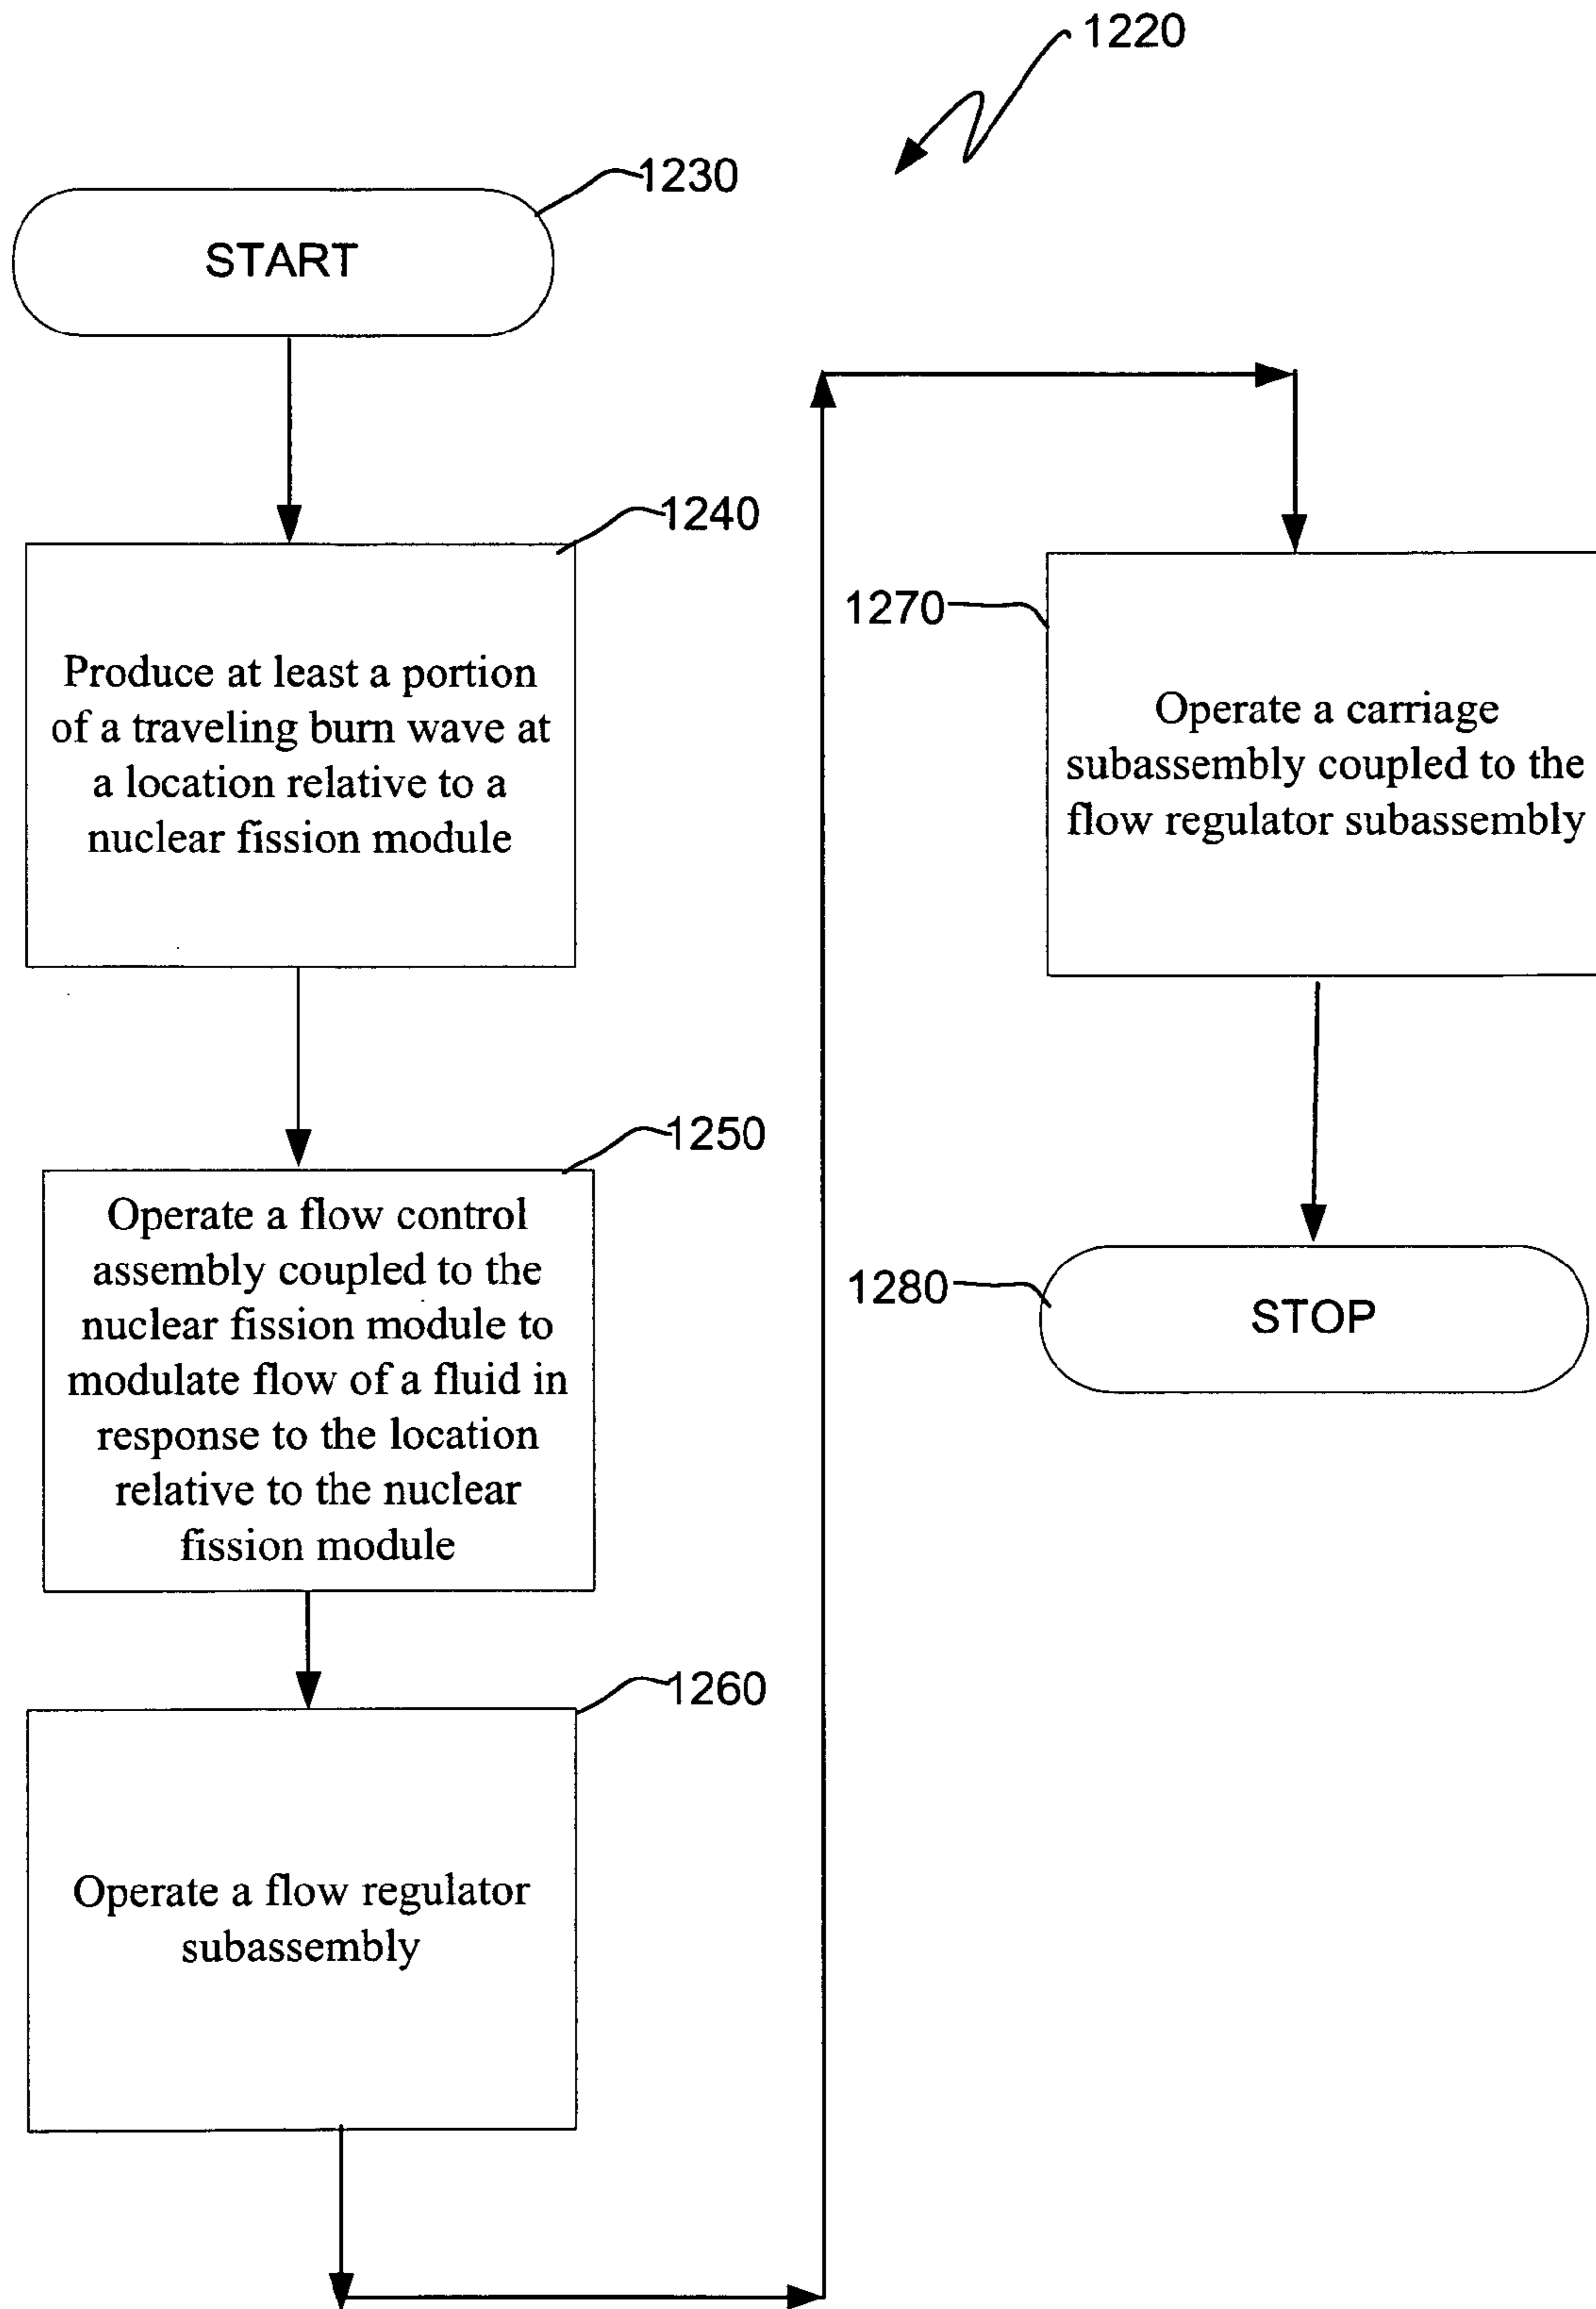 1220
1230
START
1240
Produce at least a portion
of a traveling burn wave at
a location relative to a
nuclear fission module
1250
Operate a flow control
assembly coupled to the
nuclear fission module to
modulate flow of a fluid in
response to the location
relative to the nuclear
fission module
1260
Operate a flow regulator
subassembly
1270
Operate a carriage
subassembly coupled to the
flow regulator subassembly
1280
STOP